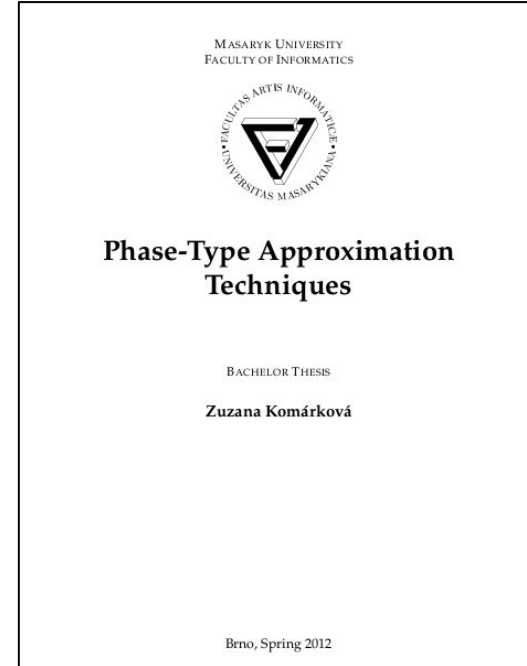 MASARYK UNIVERSITY
FACULTY OF INFORMATICS
FACULTAS ARTIS INFORMATICÆ • UNIVERSITAS MASARYKIANA •
Phase-Type Approximation
Techniques
BACHELOR THESIS
Zuzana Komárková
Brno, Spring 2012